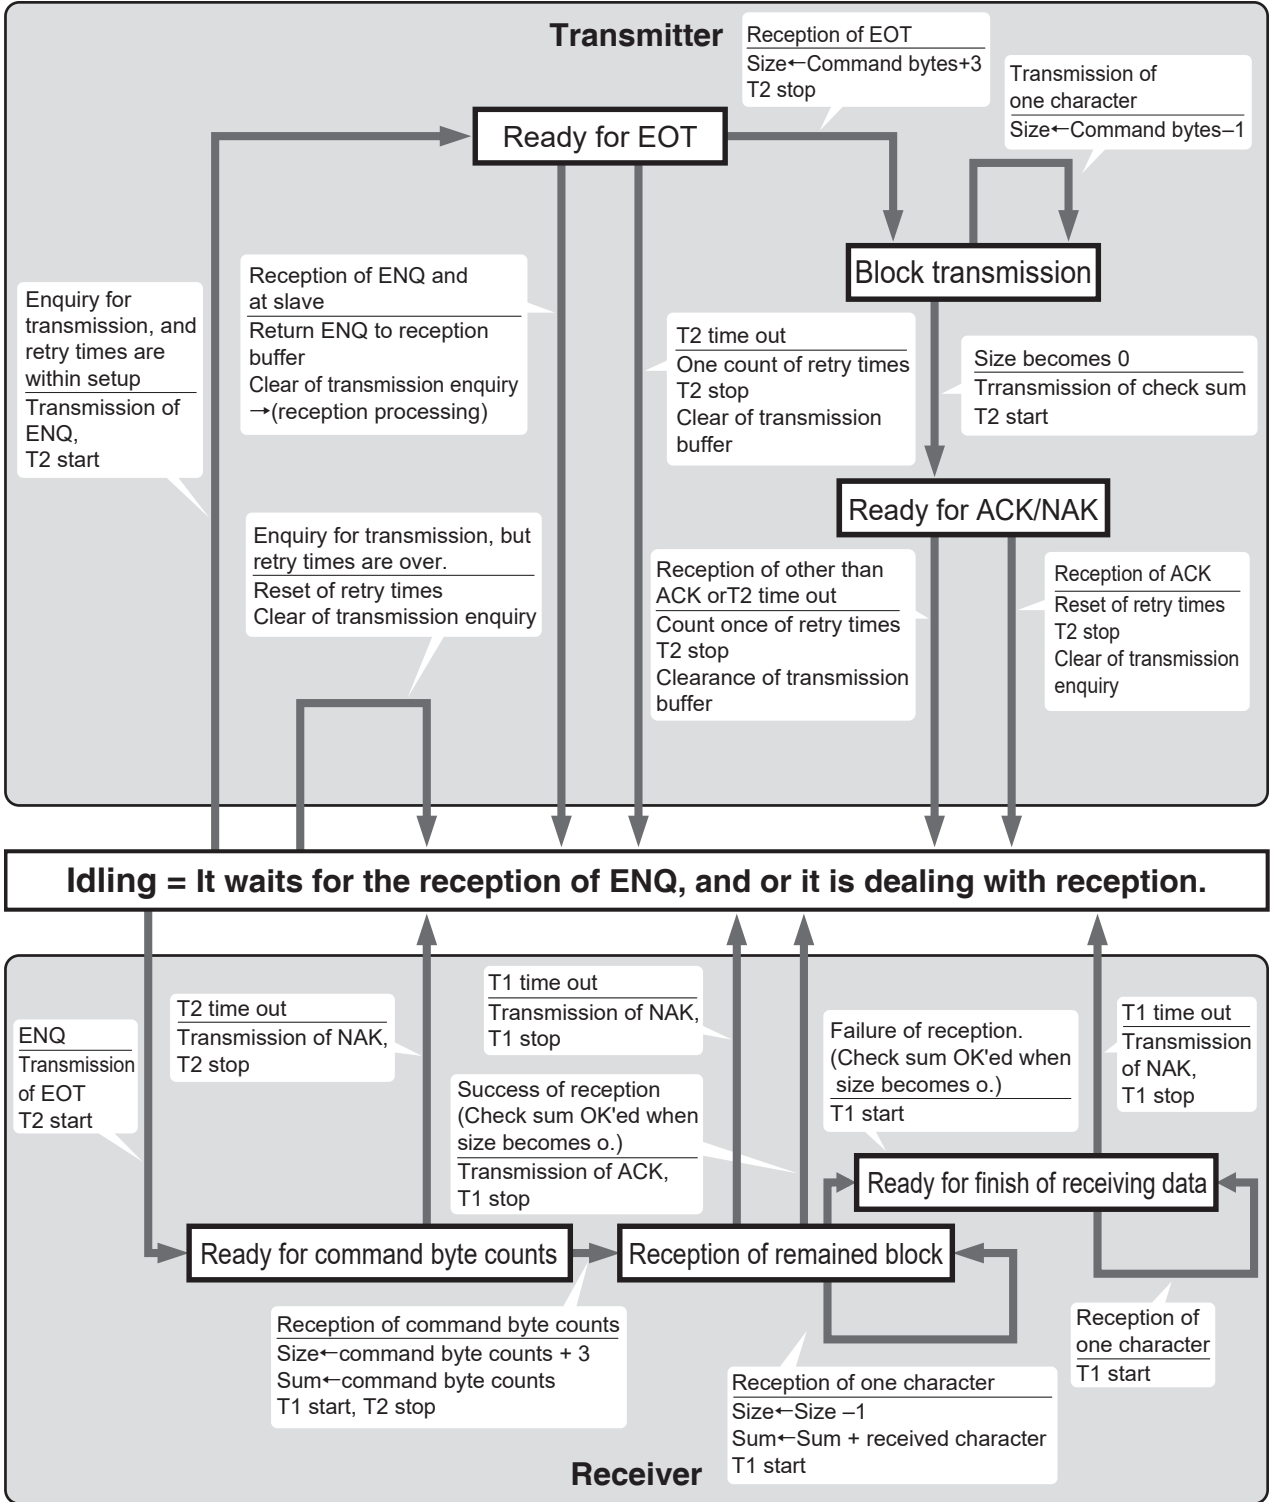 Transmitter
Reception of EOT
Size←Command bytes+3
T2 stop
Transmission of
one character
Size←Command bytes–1
Ready for EOT
Block transmission
Enquiry for
transmission, and
retry times are
within setup
Transmission of
ENQ,
T2 start
Reception of ENQ and
at slave
Return ENQ to reception
buffer
Clear of transmission enquiry
→(reception processing)
T2 time out
One count of retry times
T2 stop
Clear of transmission
buffer
Size becomes 0
Trransmission of check sum
T2 start
Ready for ACK/NAK
Enquiry for transmission, but
retry times are over.
Reset of retry times
Clear of transmission enquiry
Reception of other than
ACK orT2 time out
Count once of retry times
T2 stop
Clearance of transmission
buffer
Reception of ACK
Reset of retry times
T2 stop
Clear of transmission
enquiry
Idling = It waits for the reception of ENQ, and or it is dealing with reception.
ENQ
Transmission
of EOT
T2 start
T2 time out
Transmission of NAK,
T2 stop
T1 time out
Transmission of NAK,
T1 stop
Success of reception
(Check sum OK'ed when
size becomes o.)
Transmission of ACK,
T1 stop
Failure of reception.
(Check sum OK'ed when
size becomes o.)
T1 start
T1 time out
Transmission
of NAK,
T1 stop
Ready for finish of receiving data
Ready for command byte counts
Reception of remained block
Reception of command byte counts
Size←command byte counts + 3
Sum←command byte counts
T1 start, T2 stop
Reception of one character
Size←Size –1
Sum←Sum + received character
T1 start
Reception of
one character
T1 start
Receiver